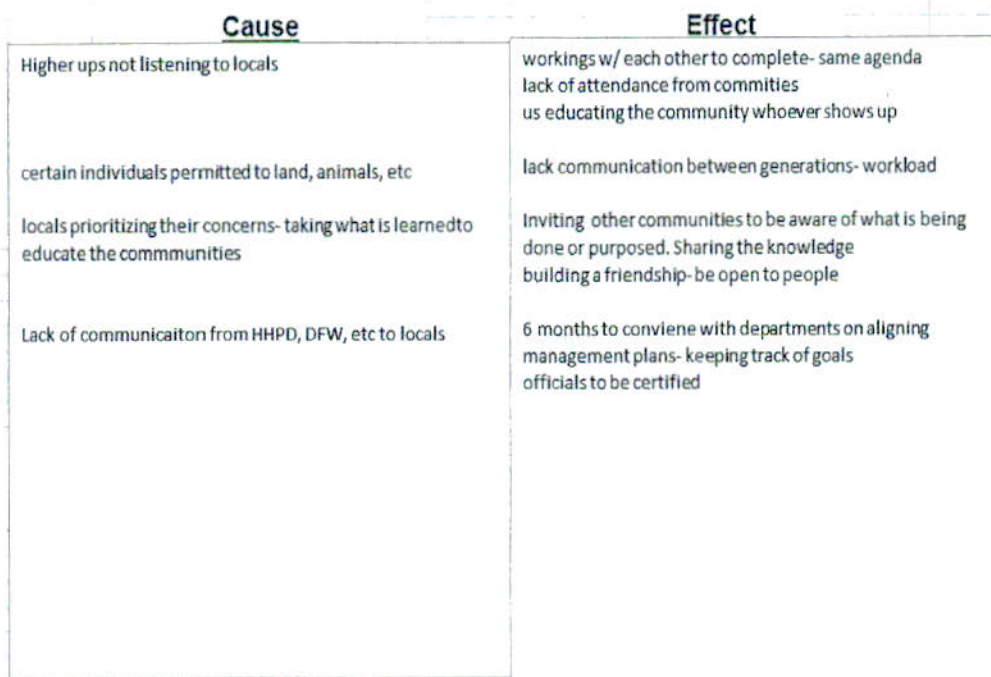 Cause
Effect
Higher ups not listening to locals
workings w/ each other to complete- same agenda
lack of attendance from commities
us educating the community whoever shows up
certain individuals permitted to land, animals, etc
lack communication between generations- workload
locals prioritizing their concerns- taking what is learnedto
educate the commmunities
Inviting other communities to be aware of what is being
done or purposed. Sharing the knowledge
building a friendship- be open to people
Lack of communicaiton from HHPD, DFW, etc to locals
6 months to conviene with departments on aligning
management plans- keeping track of goals
officials to be certified